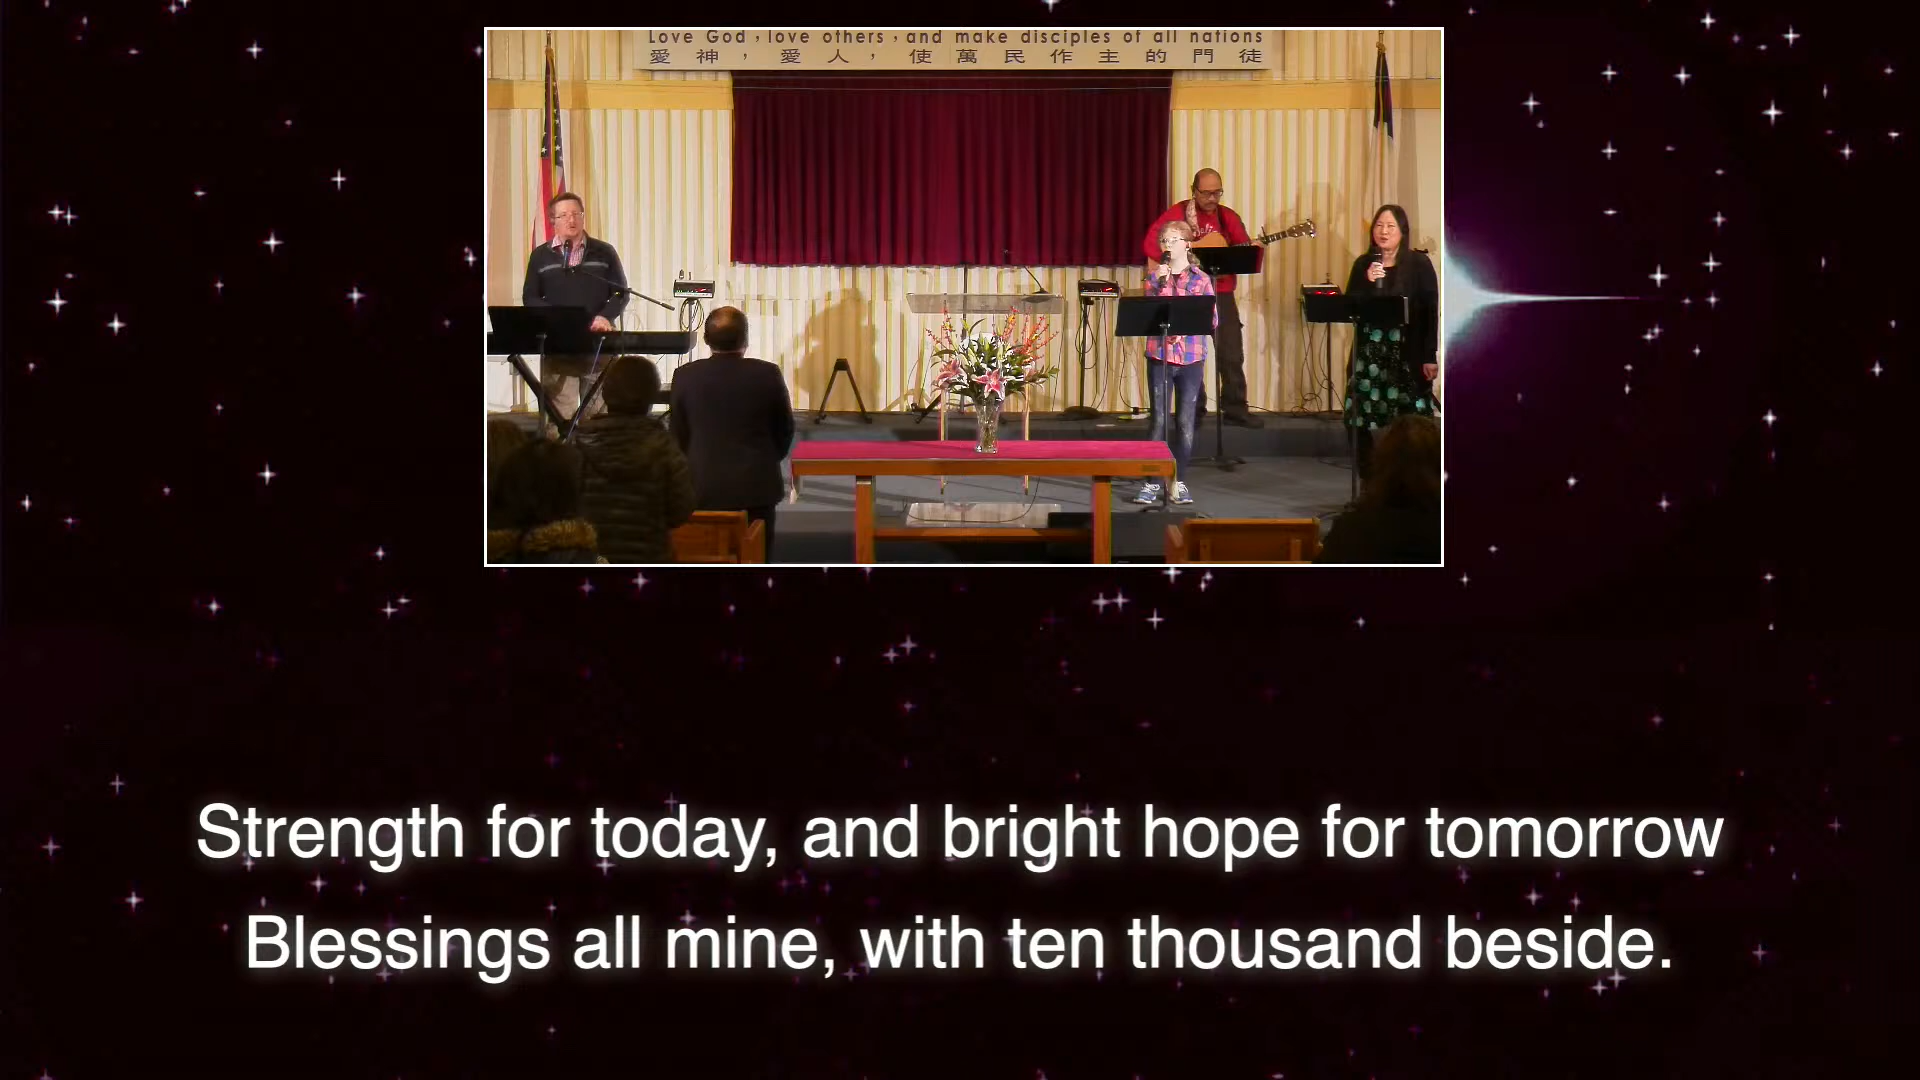 Love God, love others, and make disciples of all nations
愛神，愛人，使萬民作主的門徒
Strength for today, and bright hope for tomorrow
Blessings all mine, with ten thousand beside.